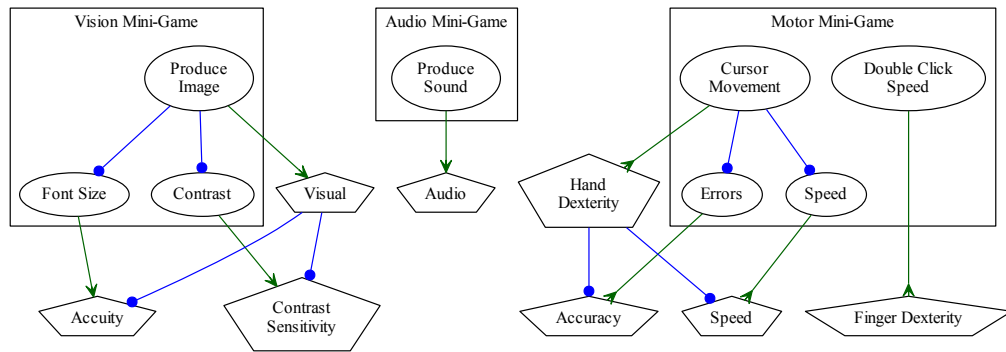 Vision Mini-Game
Audio Mini-Game
Motor Mini-Game
Produce
Image
Produce
Sound
Cursor
Movement
Double Click
Speed
Font Size
Contrast
Visual
Audio
Hand
Dexterity
Errors
Speed
Accuity
Contrast
Sensitivity
Accuracy
Speed
Finger Dexterity